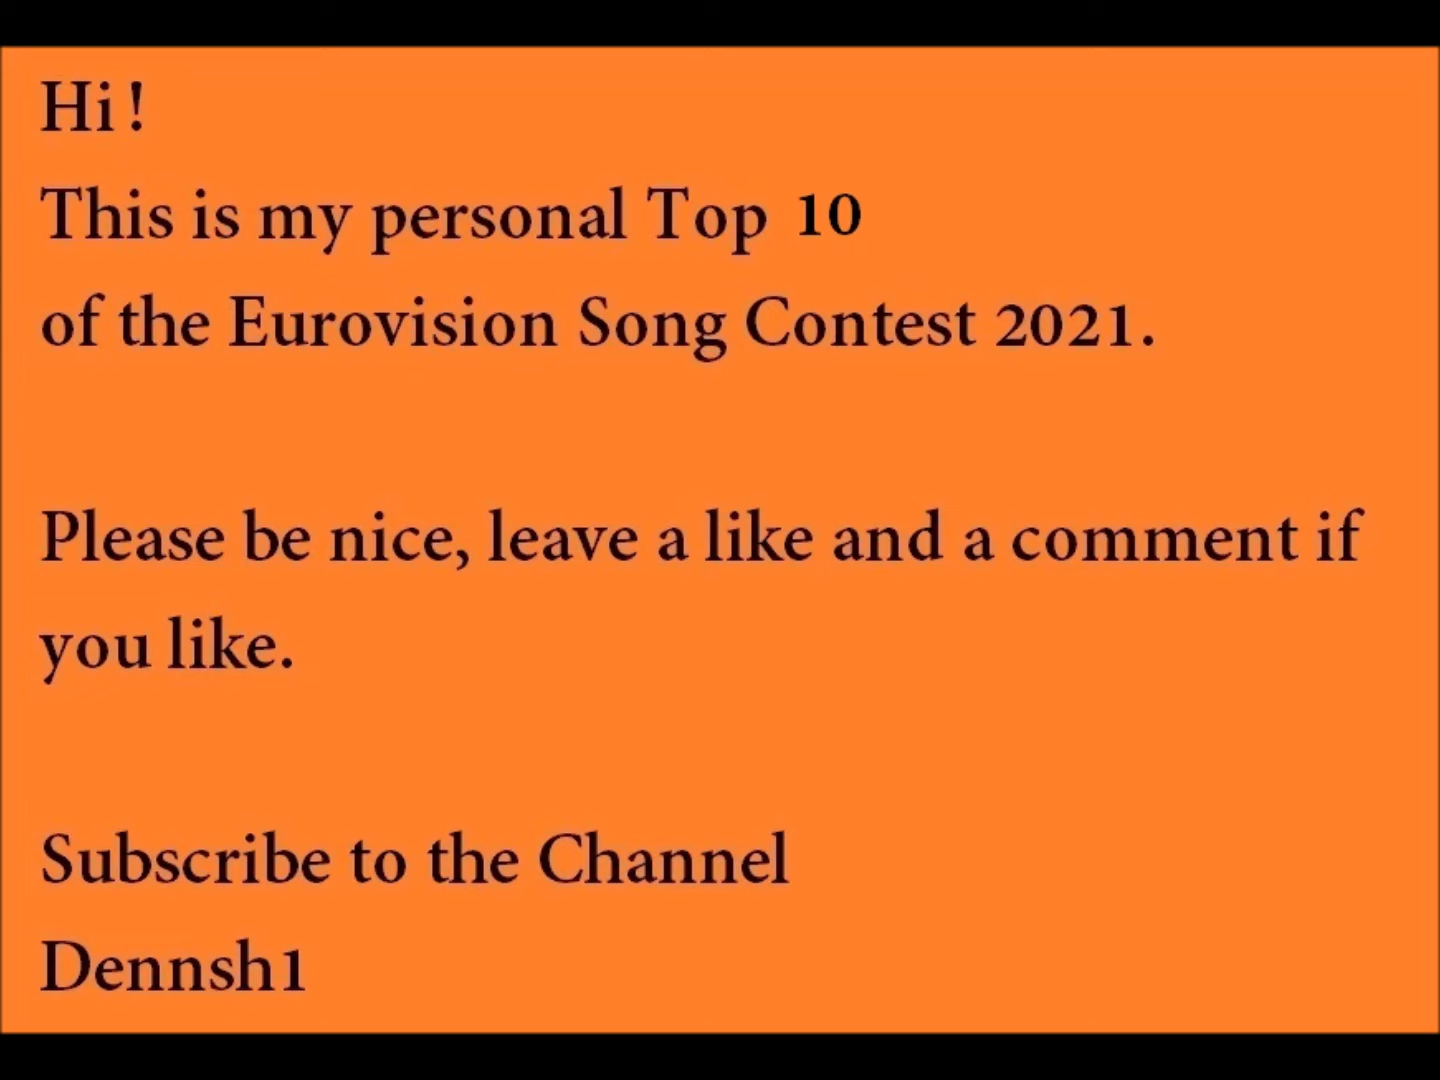 Hi!
This is my personal Top 10
of the Eurovision Song Contest 2021.
Please be nice, leave a like and a comment if
you like.
Subscribe to the Channel
Dennsh1